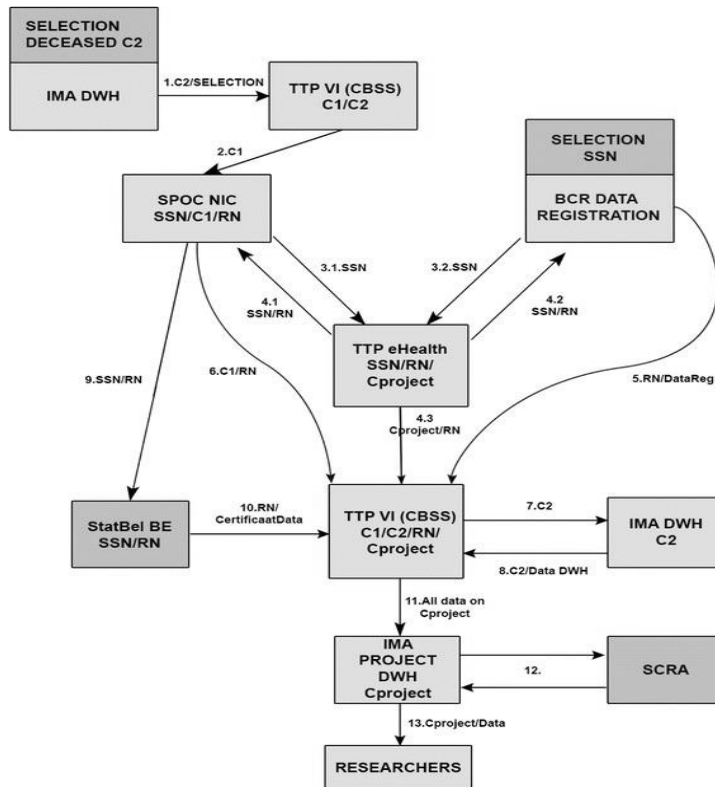 SELECTION
DECEASED C2
IMA DWH
1.C2/SELECTION
TTP VI (CBSS)
C1/C2
2.C1
SPOC NIC
SSN/C1/RN
SELECTION
SSN
BCR DATA
REGISTRATION
3.1.SSN
3.2.SSN
4.1
SSN/RN
4.2
SSN/RN
TTP eHealth
SSN/RN/
Cproject
5.RN/DataReg
6.C1/RN
9.SSN/RN
4.3
Cproject/RN
StatBel BE
SSN/RN
10.RN/
CertificaatData
TTP VI (CBSS)
C1/C2/RN/
Cproject
7.C2
8.C2/Data DWH
IMA DWH
C2
11.All data on
Cproject
IMA
PROJECT
DWH
Cproject
12.
SCRA
13.Cproject/Data
RESEARCHERS